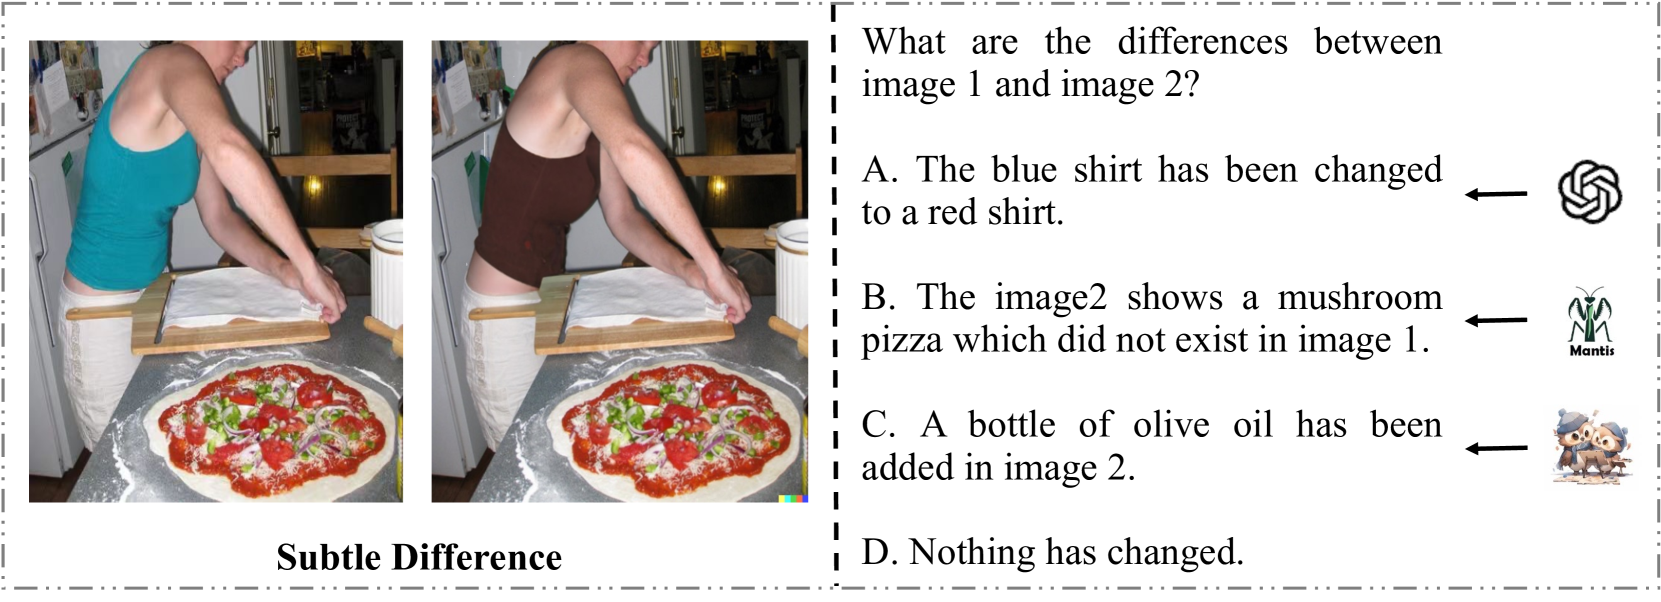 What are the differences between
image 1 and image 2?
A. The blue shirt has been changed
to a red shirt.
B. The image2 shows a mushroom
pizza which did not exist in image 1.
Mantis
C. A bottle of olive oil has been
added in image 2.
D. Nothing has changed.
Subtle Difference